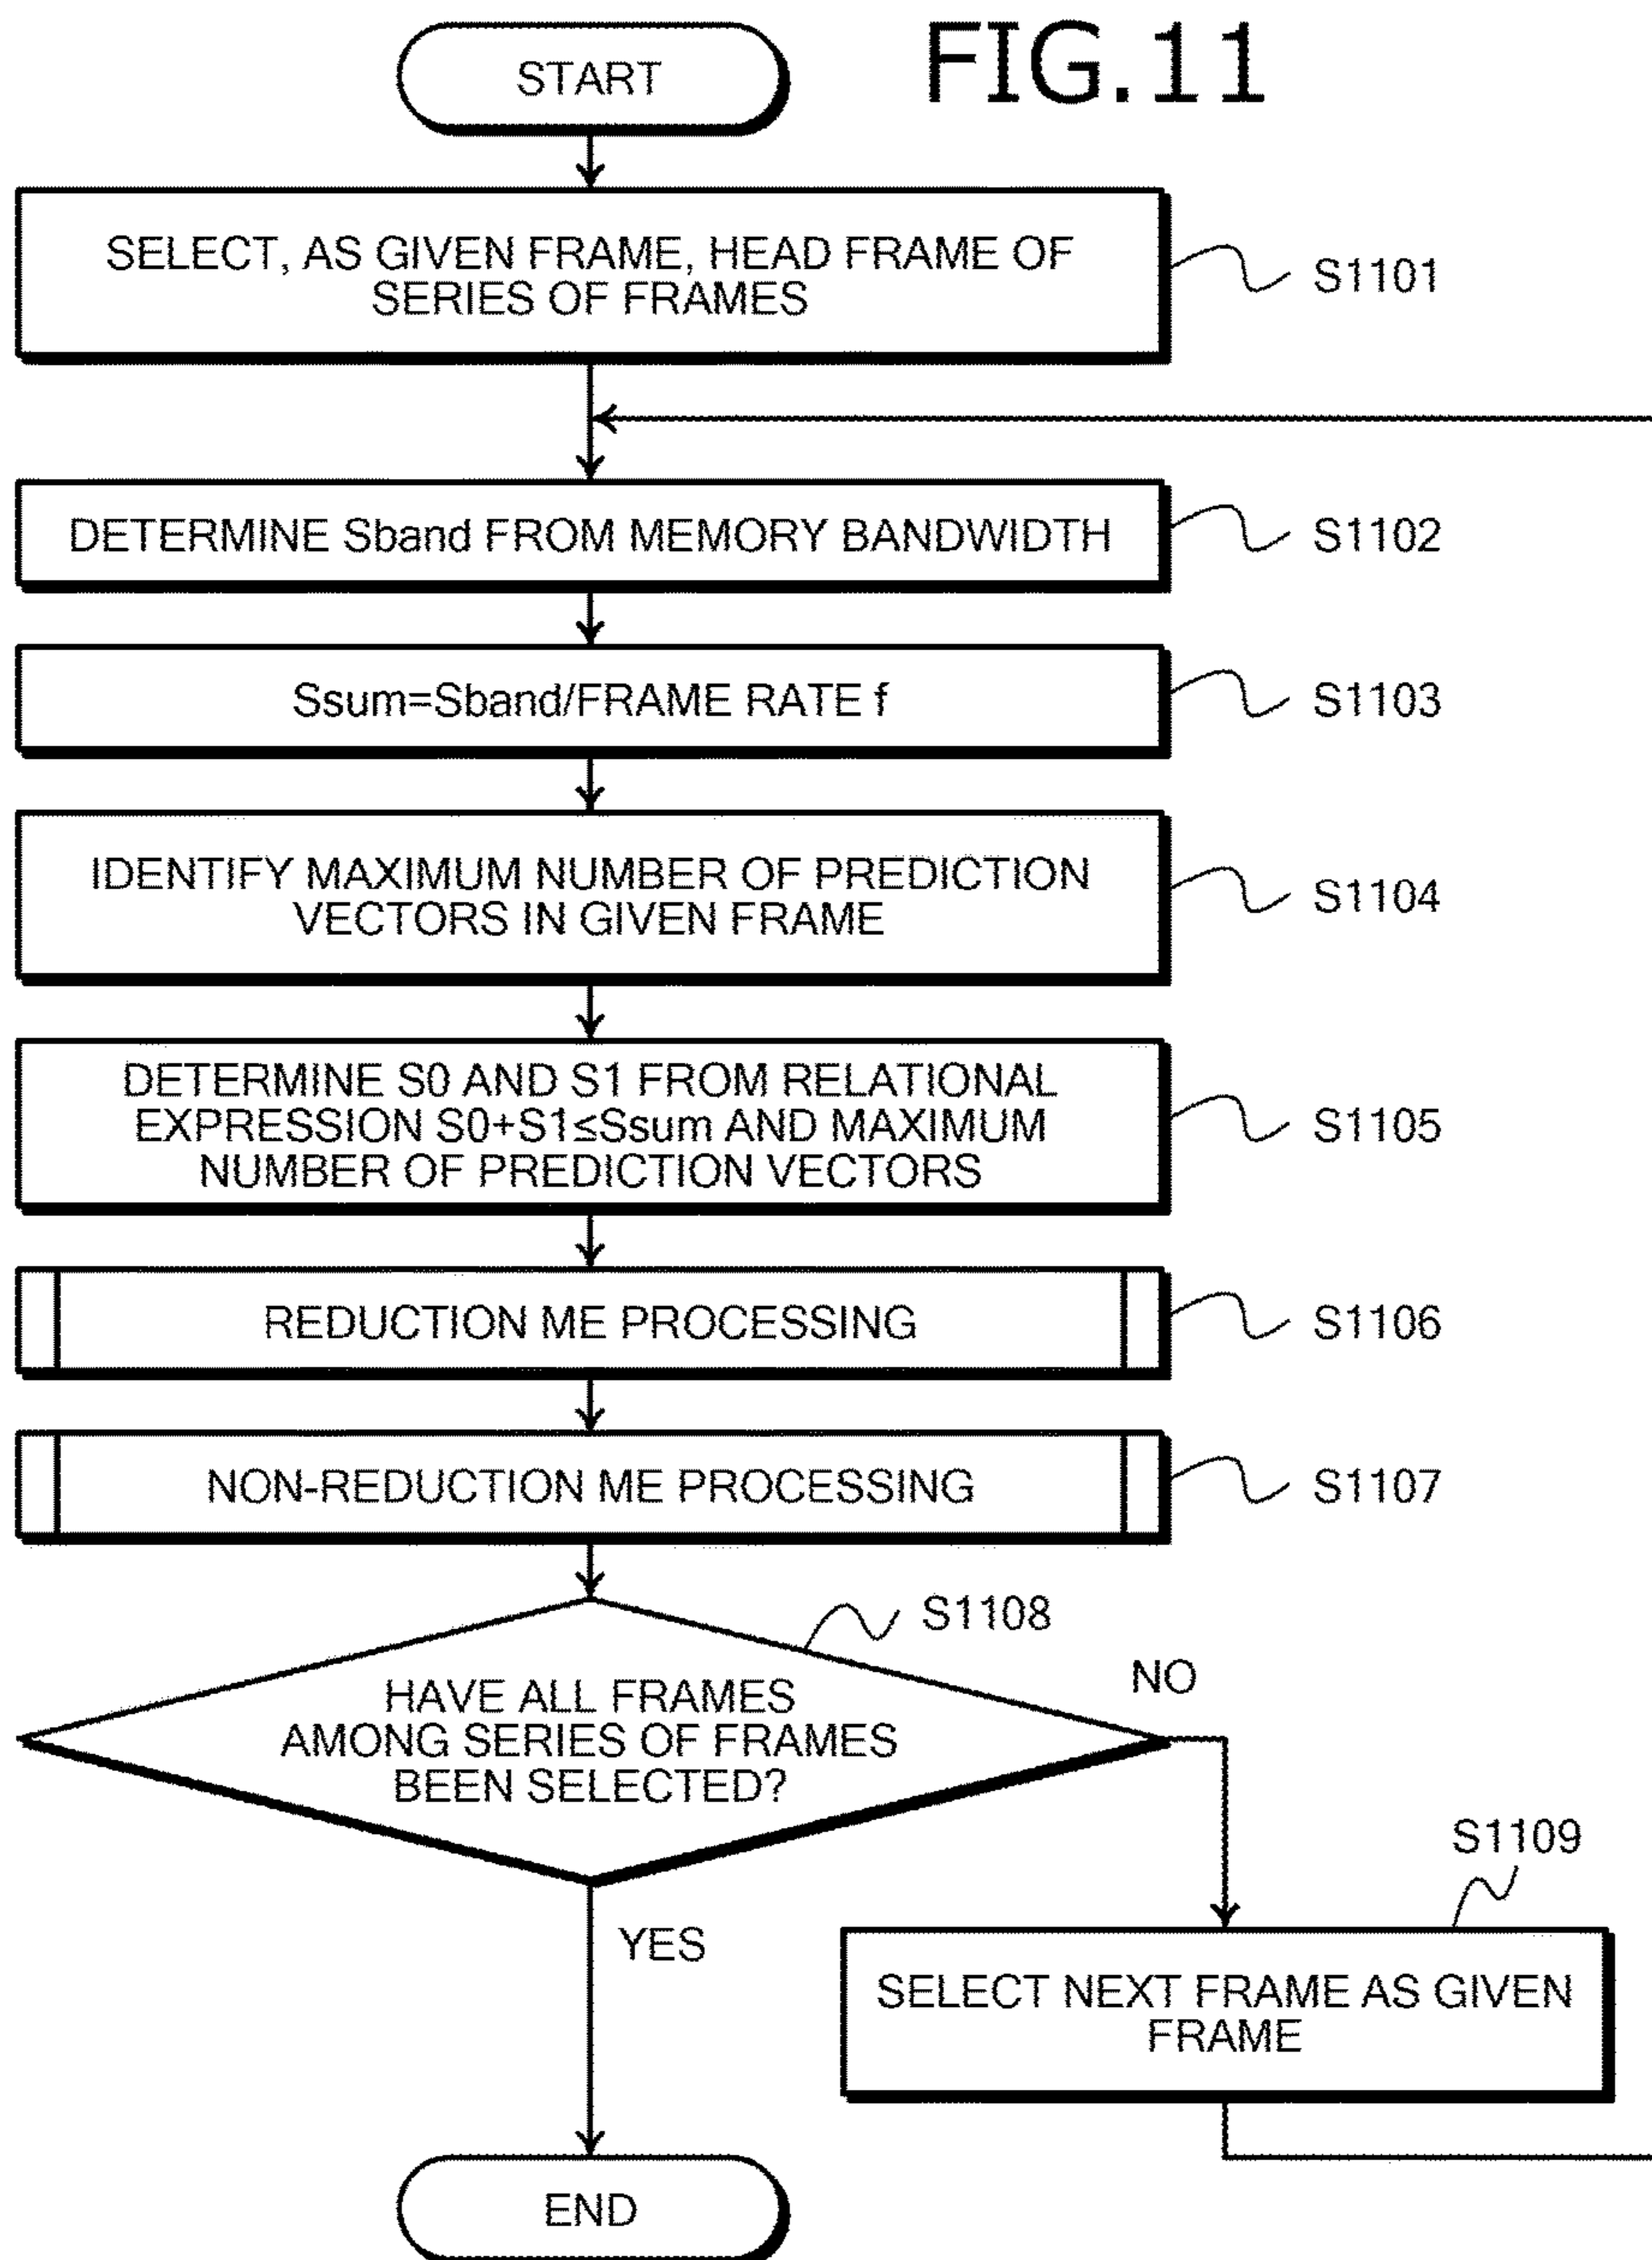 FIG.11
START
SELECT, AS GIVEN FRAME, HEAD FRAME OF
SERIES OF FRAMES
S1101
DETERMINE Sband FROM MEMORY BANDWIDTH
S1102
Ssum=Sband/FRAME RATE f
S1103
IDENTIFY MAXIMUM NUMBER OF PREDICTION
VECTORS IN GIVEN FRAME
S1104
DETERMINE S0 AND S1 FROM RELATIONAL
EXPRESSION S0+S1≤Ssum AND MAXIMUM
NUMBER OF PREDICTION VECTORS
S1105
REDUCTION ME PROCESSING
S1106
NON-REDUCTION ME PROCESSING
S1107
S1108
HAVE ALL FRAMES
AMONG SERIES OF FRAMES
BEEN SELECTED?
NO
YES
S1109
SELECT NEXT FRAME AS GIVEN
FRAME
END